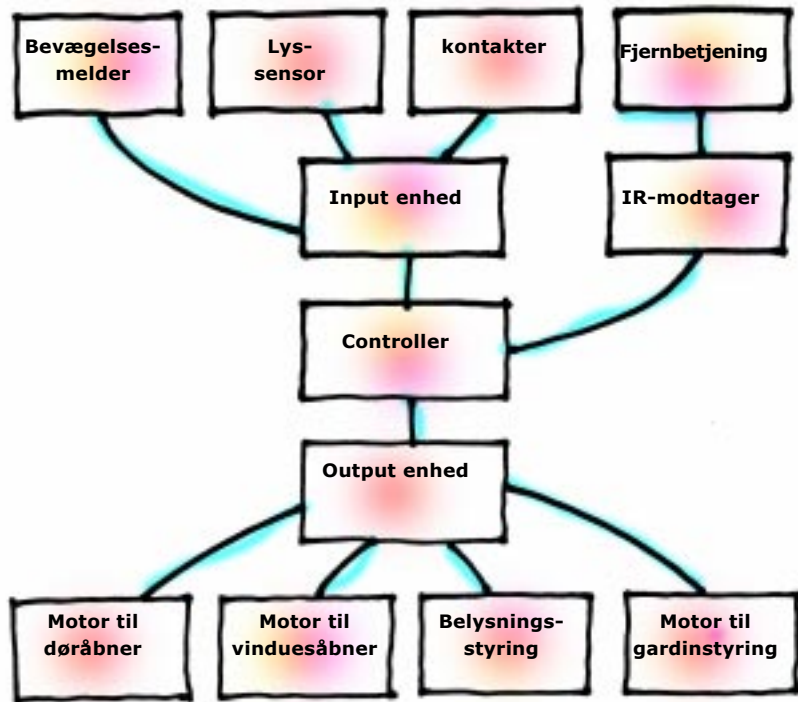 Bevægelses-
melder
Lys-
sensor
kontakter
Fjernbetjening
Input enhed
IR-modtager
Controller
Output enhed
Motor til
døråbner
Motor til
vinduesåbner
Belysnings-
styring
Motor til
gardinstyring